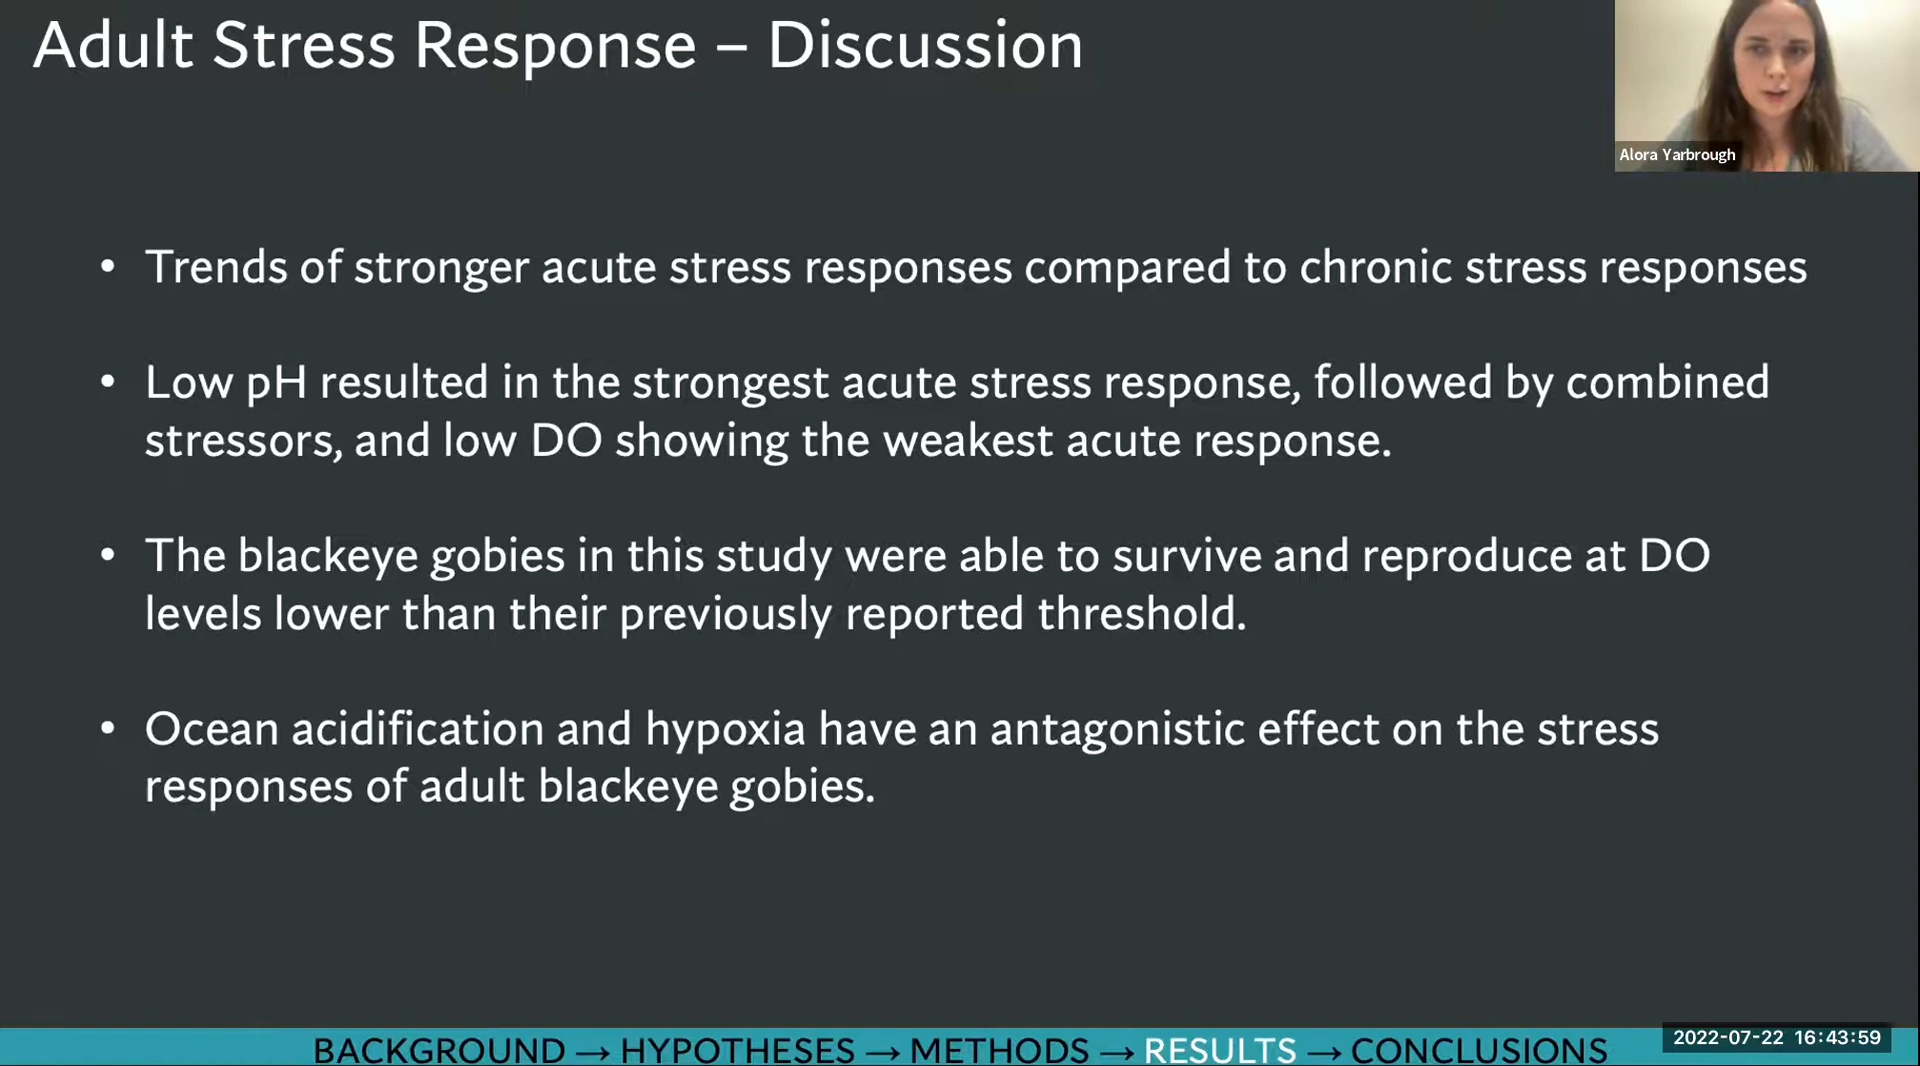 Adult Stress Response – Discussion
Alora Yarbrough
• Trends of stronger acute stress responses compared to chronic stress responses
• Low pH resulted in the strongest acute stress response, followed by combined
stressors, and low DO showing the weakest acute response.
• The blackeye gobies in this study were able to survive and reproduce at DO
levels lower than their previously reported threshold.
• Ocean acidification and hypoxia have an antagonistic effect on the stress
responses of adult blackeye gobies.
BACKGROUND → HYPOTHESES → METHODS → RESULTS → CONCLUSIONS
2022-07-22 16:43:59